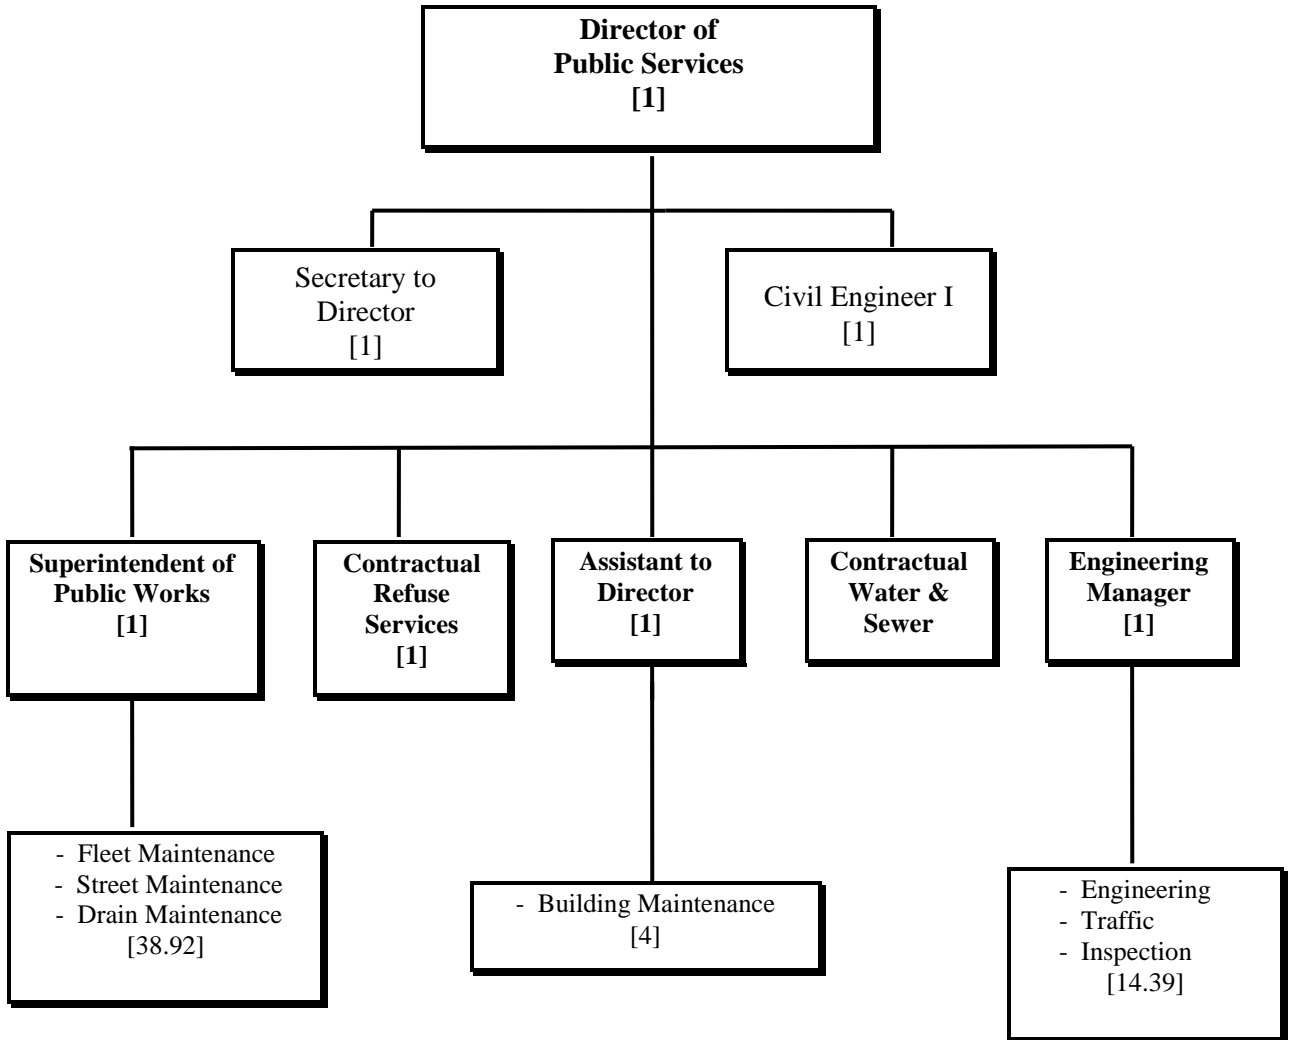 Director of
Public Services
[1]
Secretary to
Director
[1]
Civil Engineer I
[1]
Superintendent of
Public Works
[1]
Contractual
Refuse
Services
[1]
Assistant to
Director
[1]
Contractual
Water &
Sewer
Engineering
Manager
[1]
- Fleet Maintenance
- Street Maintenance
- Drain Maintenance
[38.92]
- Building Maintenance
[4]
- Engineering
- Traffic
- Inspection
[14.39]